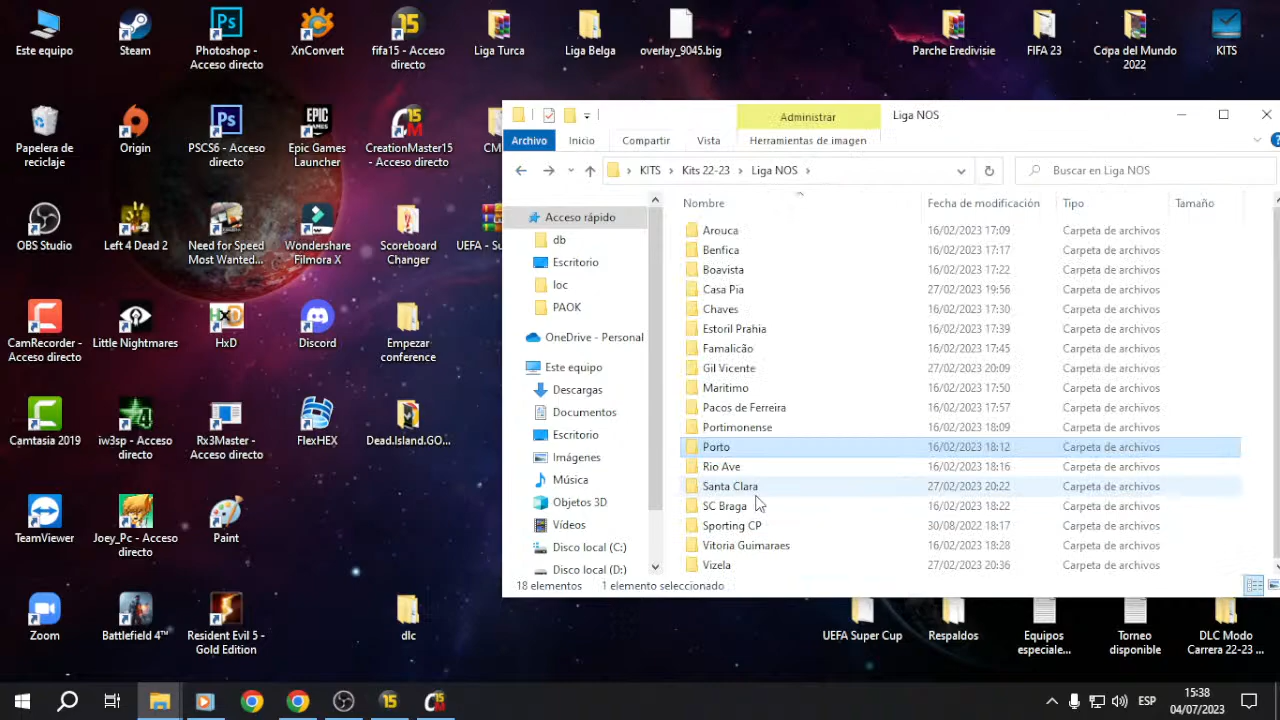 Este equipo
Steam
Photoshop - Acceso directo
XnConvert
fifa15 - Acceso directo
Liga Turca
Liga Belga
overlay_9045.big
Parche Eredivisie
FIFA 23
Copa del Mundo 2022
KITS
Papelera de reciclaje
Origin
PSCS6 - Acceso directo
Epic Games Launcher
CreationMaster15 - Acceso directo
CM
OBS Studio
Left 4 Dead 2
Need for Speed Most Wanted...
Wondershare Filmora X
Scoreboard Changer
UEFA - Su
CamRecorder - Acceso directo
Little Nightmares
HxD
Discord
Empezar conference
Camtasia 2019
iw3sp - Acceso directo
Rx3Master - Acceso directo
FlexHEX
Dead.Island.GO...
TeamViewer
Joey_Pc - Acceso directo
Paint
Zoom
Battlefield 4™
Resident Evil 5 - Gold Edition
dlc
UEFA Super Cup
Respaldos
Equipos especiale...
Torneo disponible
DLC Modo Carrera 22-23 ...
Administrar
Liga NOS
Archivo
Inicio
Compartir
Vista
Herramientas de imagen
KITS › Kits 22-23 › Liga NOS ›
Buscar en Liga NOS
Acceso rápido
db
Escritorio
loc
PAOK
OneDrive - Personal
Este equipo
Descargas
Documentos
Escritorio
Imágenes
Música
Objetos 3D
Vídeos
Disco local (C:)
Disco local (D:)
Nombre Fecha de modificación Tipo Tamaño
Arouca 16/02/2023 17:09 Carpeta de archivos
Benfica 16/02/2023 17:17 Carpeta de archivos
Boavista 16/02/2023 17:22 Carpeta de archivos
Casa Pia 27/02/2023 19:56 Carpeta de archivos
Chaves 16/02/2023 17:30 Carpeta de archivos
Estoril Prahia 16/02/2023 17:39 Carpeta de archivos
Famalicão 16/02/2023 17:45 Carpeta de archivos
Gil Vicente 27/02/2023 20:09 Carpeta de archivos
Maritimo 16/02/2023 17:50 Carpeta de archivos
Pacos de Ferreira 16/02/2023 17:57 Carpeta de archivos
Portimonense 16/02/2023 18:09 Carpeta de archivos
Porto 16/02/2023 18:12 Carpeta de archivos
Rio Ave 16/02/2023 18:16 Carpeta de archivos
Santa Clara 27/02/2023 20:22 Carpeta de archivos
SC Braga 16/02/2023 18:22 Carpeta de archivos
Sporting CP 30/08/2022 18:17 Carpeta de archivos
Vitoria Guimaraes 16/02/2023 18:28 Carpeta de archivos
Vizela 27/02/2023 20:36 Carpeta de archivos
18 elementos 1 elemento seleccionado
ESP
15:38
04/07/2023